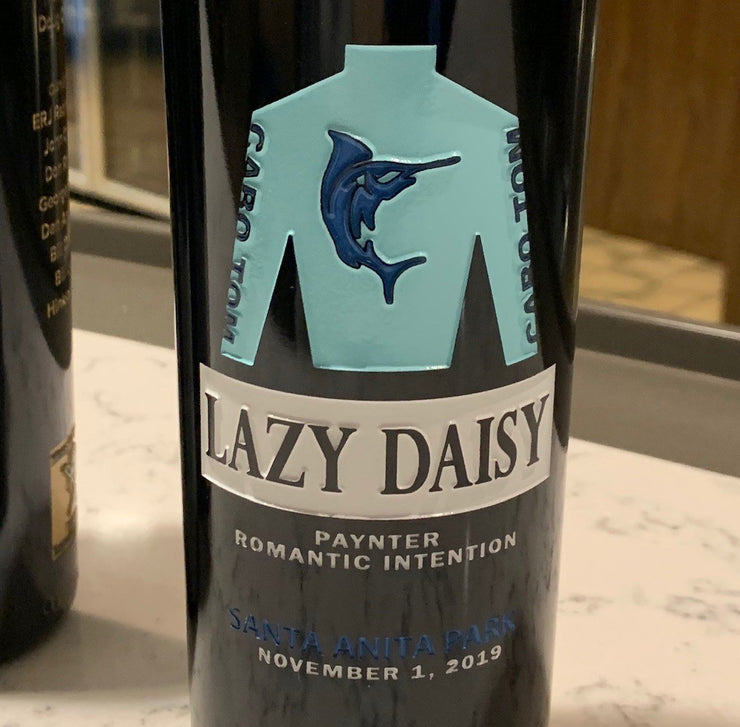 CABO TOM
CABO TOM
LAZY DAISY
PAYNTER
ROMANTIC INTENTION
SANTA ANITA PARK
NOVEMBER 1, 2019